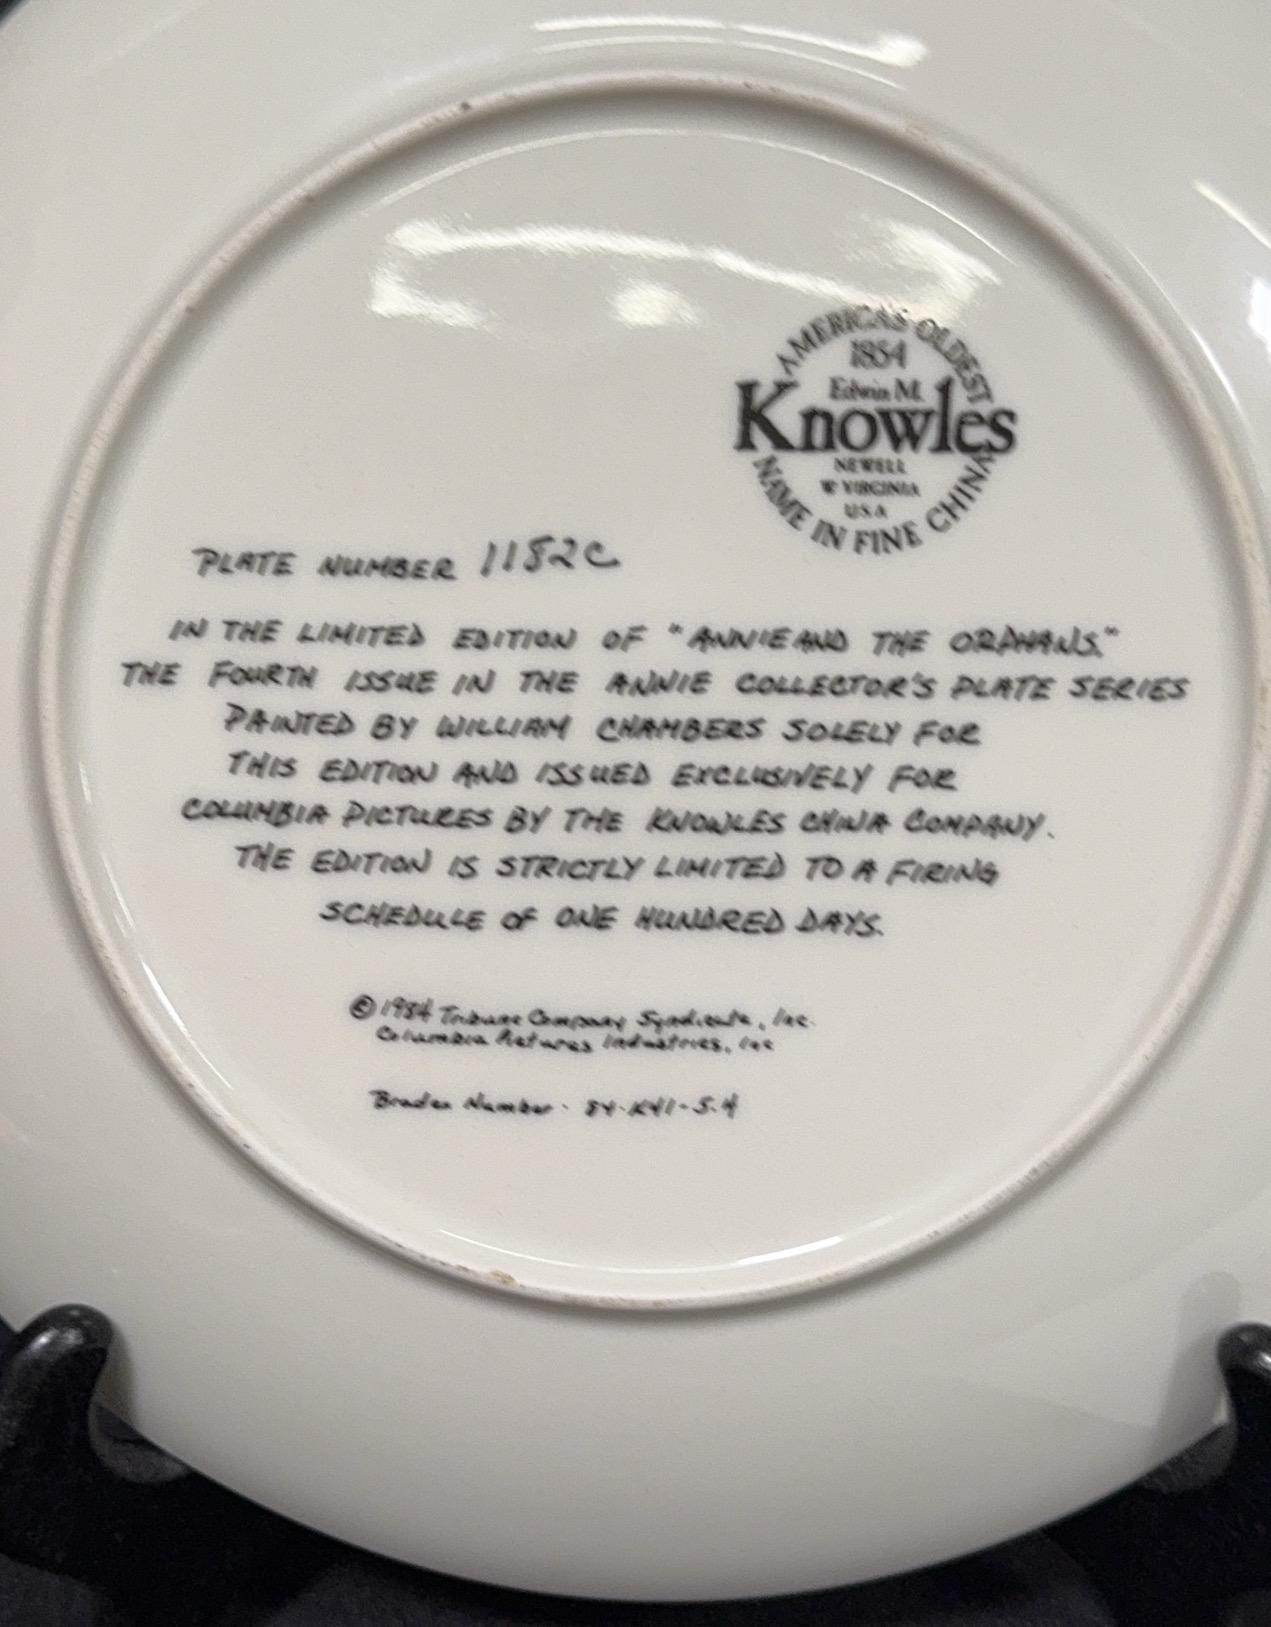 AMERICA'S OLDEST
1854
Edwin M.
Knowles
NEWELL
W VIRGINIA
U.S.A
NAME IN FINE CHINA
PLATE NUMBER 1182C
IN THE LIMITED EDITION OF "ANNIE AND THE ORPHANS."
THE FOURTH ISSUE IN THE ANNIE COLLECTOR'S PLATE SERIES
PAINTED BY WILLIAM CHAMBERS SOLELY FOR
THIS EDITION AND ISSUED EXCLUSIVELY FOR
COLUMBIA PICTURES BY THE KNOWLES CHINA COMPANY.
THE EDITION IS STRICTLY LIMITED TO A FIRING
SCHEDULE OF ONE HUNDRED DAYS.
© 1984 Tribune Company Syndicate, Inc.
Columbia Pictures Industries, Inc
Bradex Number · 84-K41-5.4